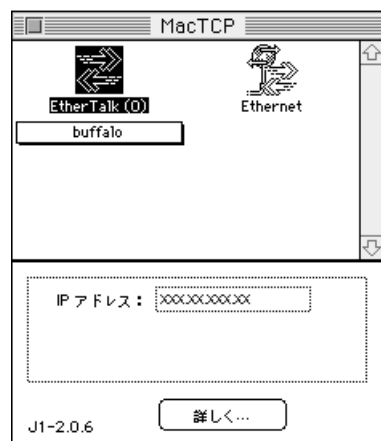 MacTCP
EtherTalk (0)
Ethernet
buffalo
IP アドレス：
XXX.XX.XXX.XX
J1-2.0.6
詳しく…